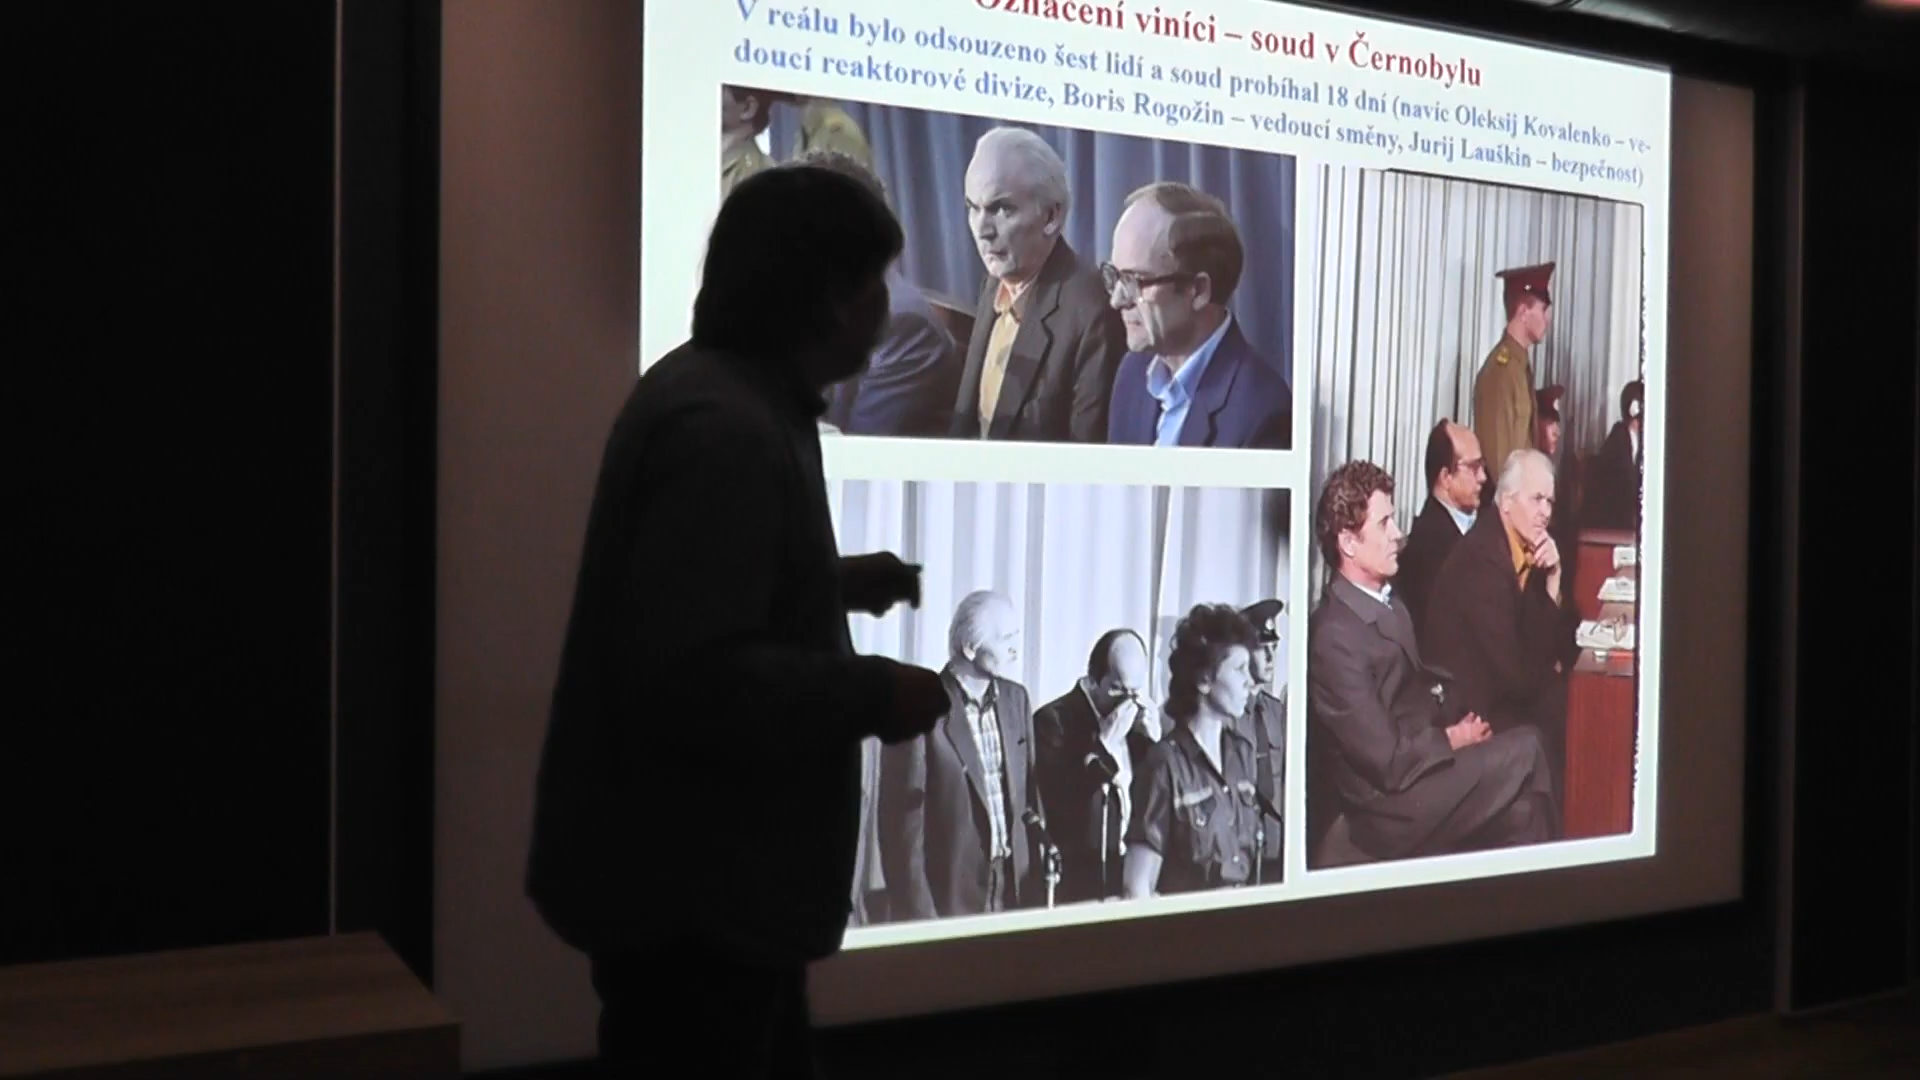 Označení viníci – soud v Černobylu
V reálu bylo odsouzeno šest lidí a soud probíhal 18 dní (navíc Oleksij Kovalenko – ve-
doucí reaktorové divize, Boris Rogožin – vedoucí směny, Jurij Lauškin – bezpečnost)